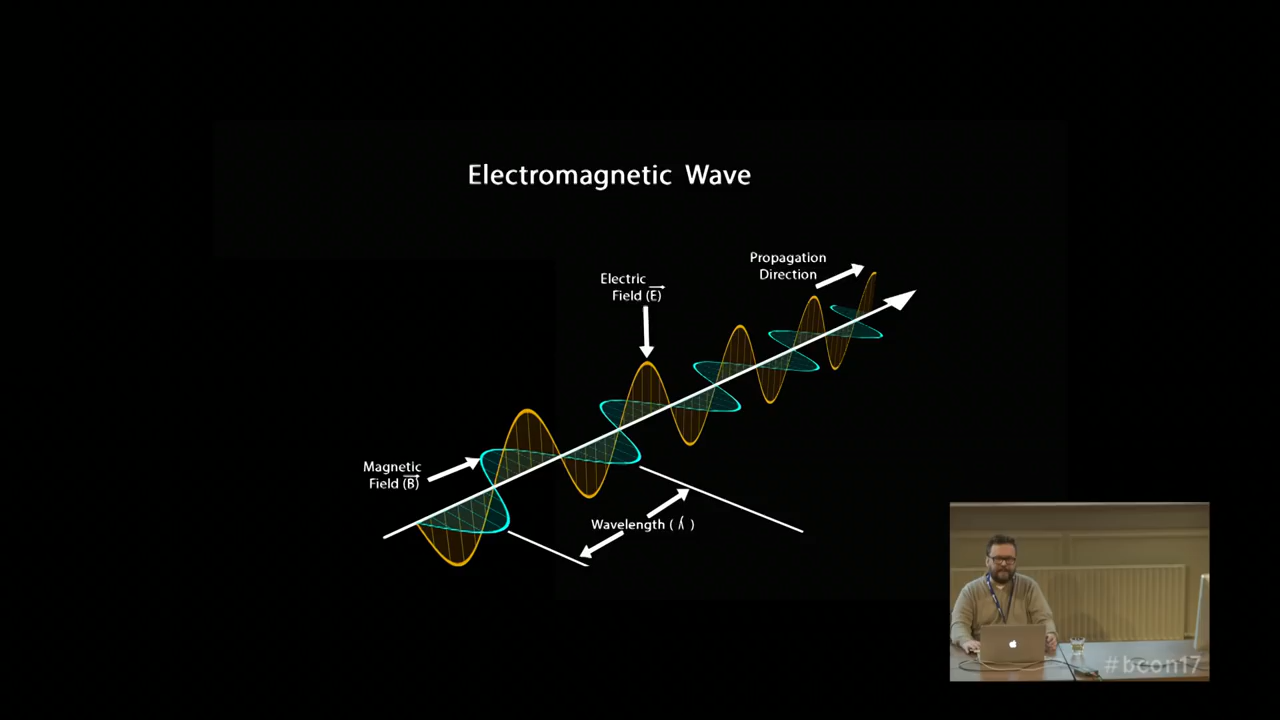 Electromagnetic Wave
Propagation
Direction
Electric
Field (E)
Magnetic
Field (B)
Wavelength ( λ )
#bcon17